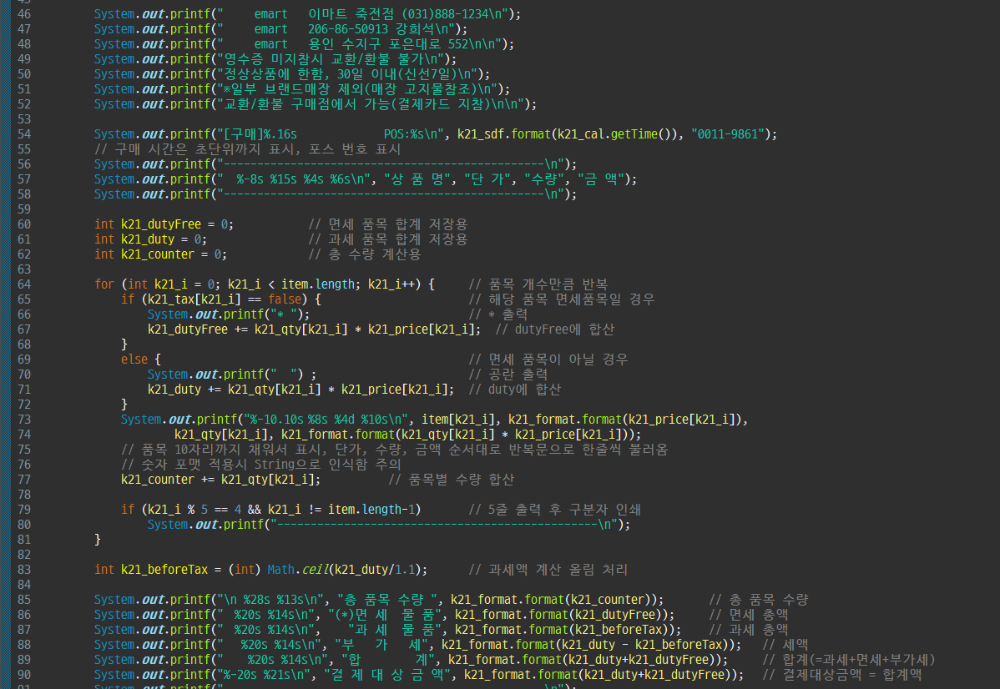 46 System.out.printf("    emart   이마트 죽전점 (031)888-1234\n");
47 System.out.printf("    emart   206-86-50913 강희석\n");
48 System.out.printf("    emart   용인 수지구 포은대로 552\n\n");
49 System.out.printf("영수증 미지참시 교환/환불 불가\n");
50 System.out.printf("정상상품에 한함, 30일 이내(신선7일)\n");
51 System.out.printf("※일부 브랜드매장 제외(매장 고지물참조)\n");
52 System.out.printf("교환/환불 구매점에서 가능(결제카드 지참)\n\n");
53
54 System.out.printf("[구매]%.16s             POS:%s\n", k21_sdf.format(k21_cal.getTime()), "0011-9861");
55 // 구매 시간은 초단위까지 표시, 포스 번호 표시
56 System.out.printf("------------------------------------------------\n");
57 System.out.printf("  %-8s %15s %4s %6s\n", "상 품 명", "단 가", "수량", "금 액");
58 System.out.printf("------------------------------------------------\n");
59
60 int k21_dutyFree = 0;           // 면세 품목 합계 저장용
61 int k21_duty = 0;               // 과세 품목 합계 저장용
62 int k21_counter = 0;            // 총 수량 계산용
63
64 for (int k21_i = 0; k21_i < item.length; k21_i++) {     // 품목 개수만큼 반복
65     if (k21_tax[k21_i] == false) {                      // 해당 품목 면세품목일 경우
66         System.out.printf("* ");                        // * 출력
67         k21_dutyFree += k21_qty[k21_i] * k21_price[k21_i];  // dutyFree에 합산
68     }
69     else {                                              // 면세 품목이 아닐 경우
70         System.out.printf("  ") ;                       // 공란 출력
71         k21_duty += k21_qty[k21_i] * k21_price[k21_i];  // duty에 합산
72     }
73     System.out.printf("%-10.10s %8s %4d %10s\n", item[k21_i], k21_format.format(k21_price[k21_i]),
74             k21_qty[k21_i], k21_format.format(k21_qty[k21_i] * k21_price[k21_i]));
75     // 품목 10자리까지 채워서 표시, 단가, 수량, 금액 순서대로 반복문으로 한줄씩 불러옴
76     // 숫자 포맷 적용시 String으로 인식함 주의
77     k21_counter += k21_qty[k21_i];          // 품목별 수량 합산
78
79     if (k21_i % 5 == 4 && k21_i != item.length-1)       // 5줄 출력 후 구분자 인쇄
80         System.out.printf("------------------------------------------------\n");
81 }
82
83 int k21_beforeTax = (int) Math.ceil(k21_duty/1.1);      // 과세액 계산 올림 처리
84
85 System.out.printf("\n %28s %13s\n", "총 품목 수량 ", k21_format.format(k21_counter));       // 총 품목 수량
86 System.out.printf("  %20s %14s\n", "(*)면 세  물 품", k21_format.format(k21_dutyFree));     // 면세 총액
87 System.out.printf("  %20s %14s\n",    "과 세  물 품", k21_format.format(k21_beforeTax));    // 과세 총액
88 System.out.printf("   %20s %14s\n", "부   가   세", k21_format.format(k21_duty - k21_beforeTax));   // 세액
89 System.out.printf("    %20s %14s\n", "합        계", k21_format.format(k21_duty+k21_dutyFree));     // 합계(=과세+면세+부가세)
90 System.out.printf("%-20s %21s\n", "결 제 대 상 금 액", k21_format.format(k21_duty+k21_dutyFree));   // 결제대상금액 = 합계액